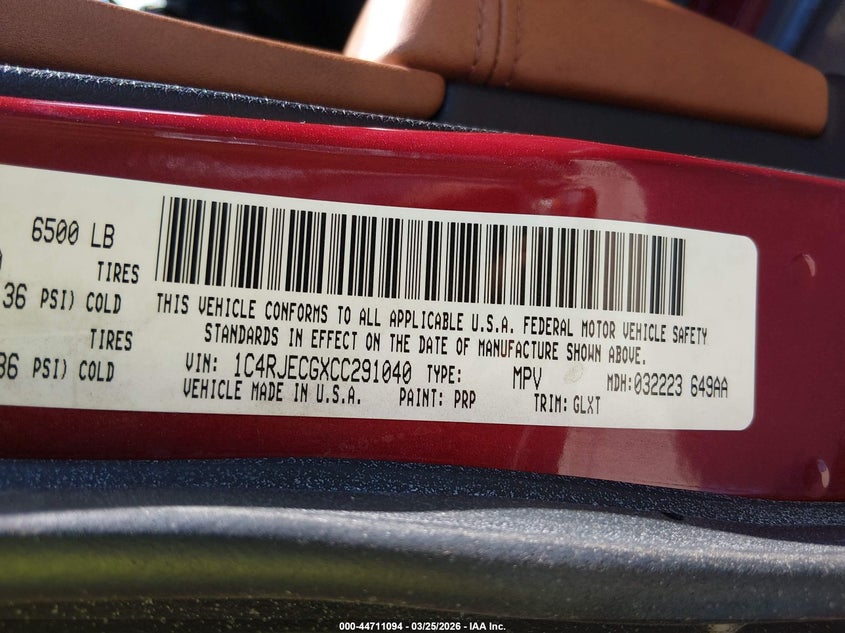 6500 LB
TIRES
36 PSI) COLD
TIRES
36 PSI) COLD
THIS VEHICLE CONFORMS TO ALL APPLICABLE U.S.A. FEDERAL MOTOR VEHICLE SAFETY
STANDARDS IN EFFECT ON THE DATE OF MANUFACTURE SHOWN ABOVE.
VIN: 1C4RJECGXCC291040 TYPE: MPV MDH:032223 649AA
VEHICLE MADE IN U.S.A. PAINT: PRP TRIM: GLXT
000-44711094 — 03/25/2026 - IAA Inc.